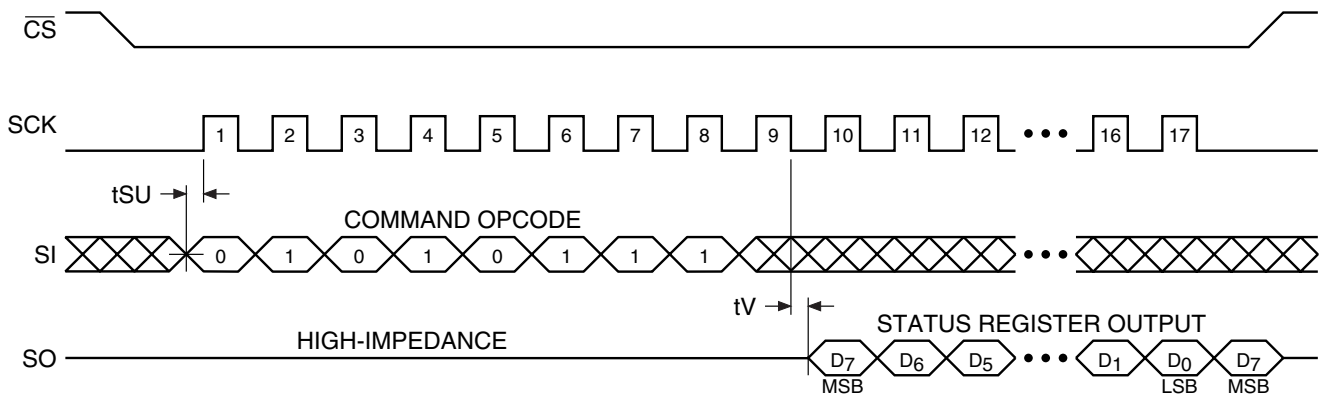 C̅S̅
SCK 1 2 3 4 5 6 7 8 9 10 11 12 ••• 16 17
tSU
COMMAND OPCODE
SI 0 1 0 1 0 1 1 1 •••
tV
HIGH-IMPEDANCE STATUS REGISTER OUTPUT
SO D7 D6 D5 ••• D1 D0 D7
MSB LSB MSB